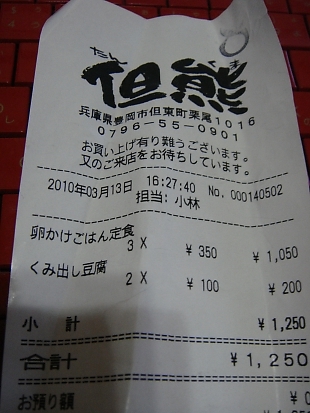 たん くま
但熊
兵庫県豊岡市但東町栗尾1016
0796-55-0901
お買い上げ有り難うございます。
又のご来店をお待ちしています。
2010年03月13日 16:27:40 No. 000140502
担当: 小林
卵かけごはん定食
3 X ¥ 350 ¥ 1,050
くみ出し豆腐
2 X ¥ 100 ¥ 200
小 計 ¥ 1,250
合計 ¥ 1,250
お預り額